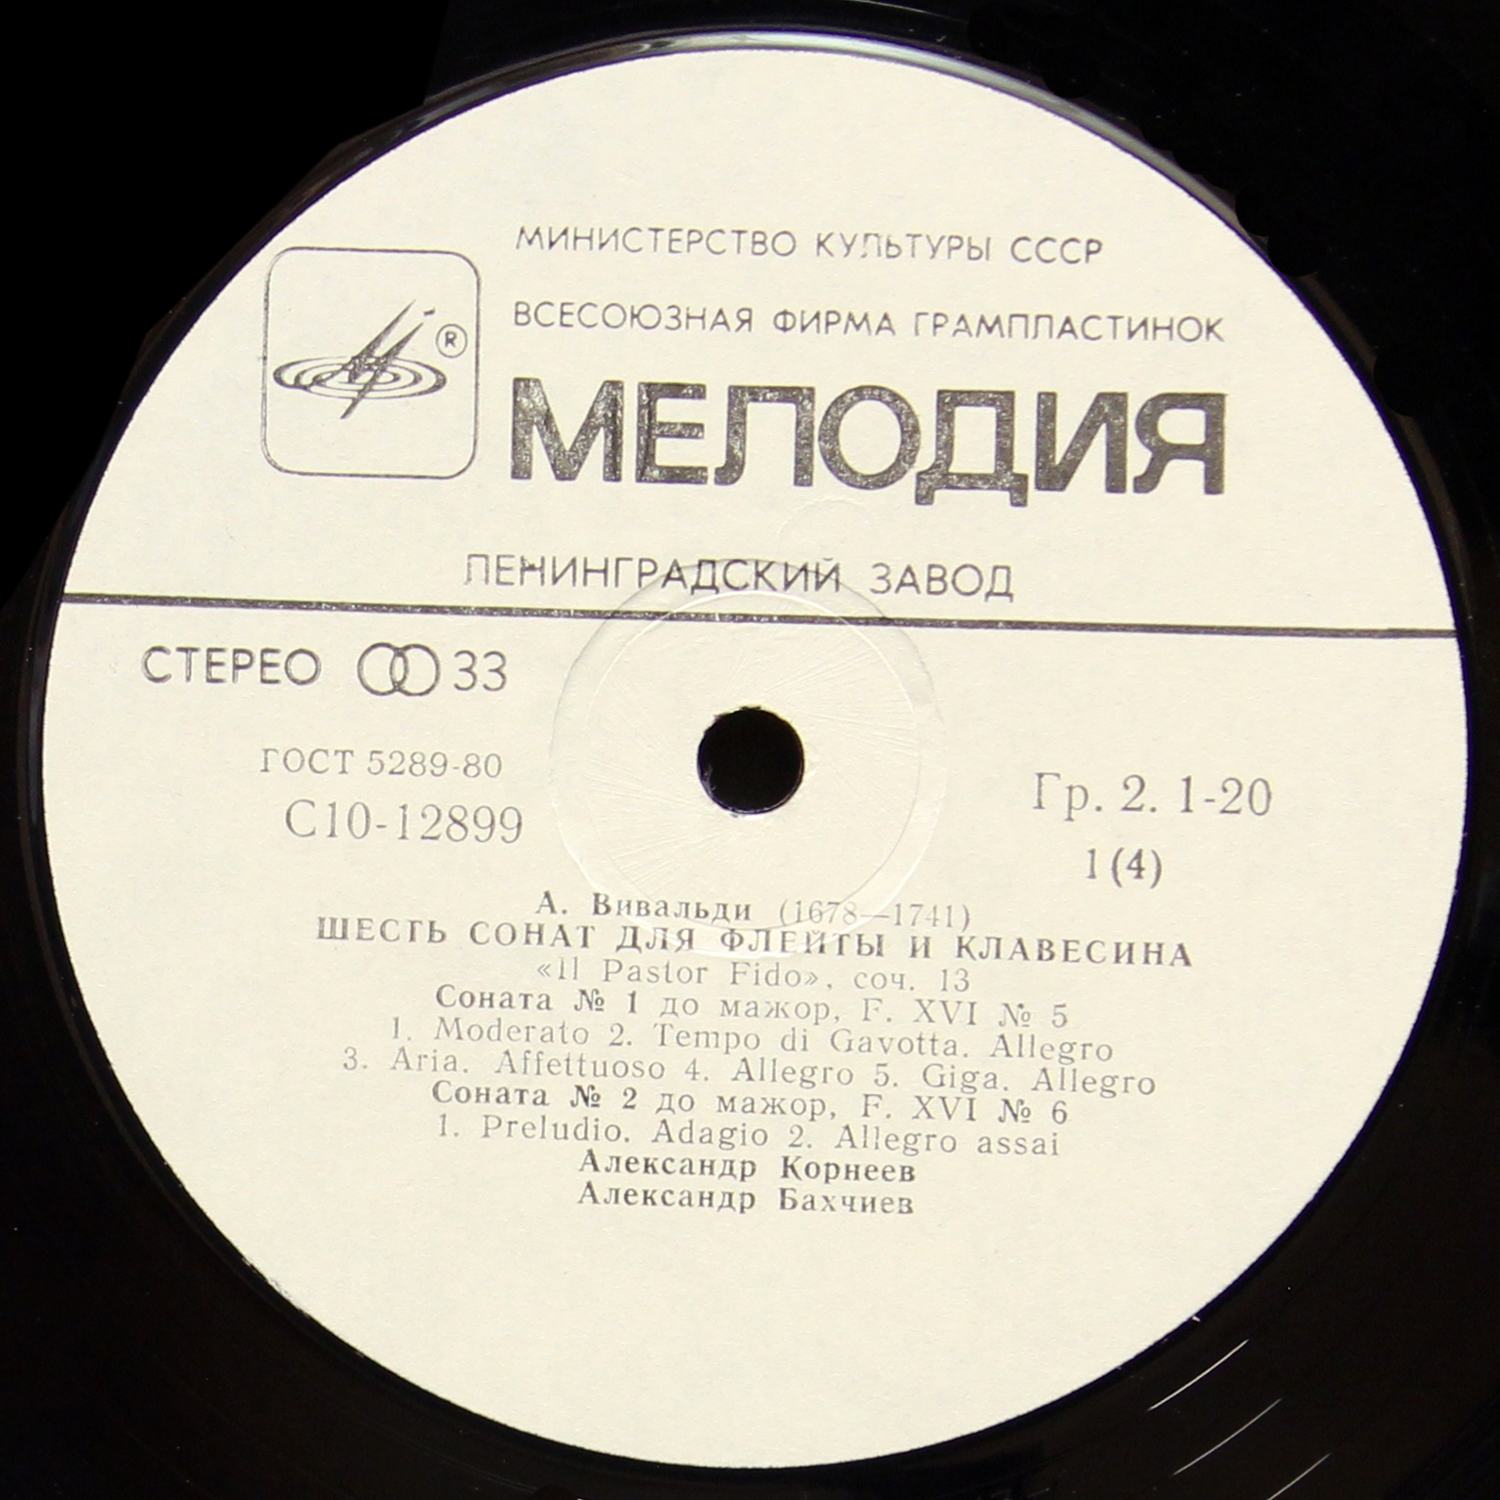 МИНИСТЕРСТВО КУЛЬТУРЫ СССР
ВСЕСОЮЗНАЯ ФИРМА ГРАМПЛАСТИНОК
®
МЕЛОДИЯ
ЛЕНИНГРАДСКИЙ ЗАВОД
СТЕРЕО 33
ГОСТ 5289-80
С10-12899
Гр. 2. 1-20
1 (4)
А. Вивальди (1678—1741)
ШЕСТЬ СОНАТ ДЛЯ ФЛЕЙТЫ И КЛАВЕСИНА
«Il Pastor Fido», соч. 13
Соната № 1 до мажор, F. XVI № 5
1. Moderato 2. Tempo di Gavotta. Allegro
3. Aria. Affettuoso 4. Allegro 5. Giga. Allegro
Соната № 2 до мажор, F. XVI № 6
1. Preludio. Adagio 2. Allegro assai
Александр Корнеев
Александр Бахчиев